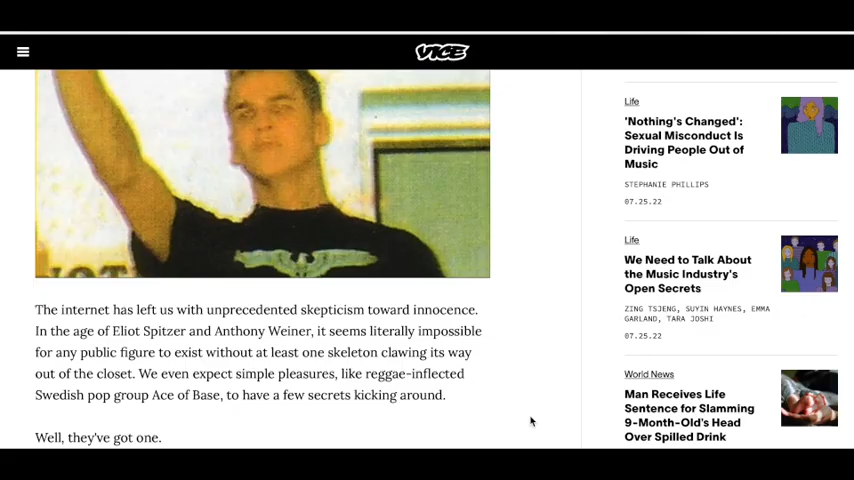 VICE
The internet has left us with unprecedented skepticism toward innocence.
In the age of Eliot Spitzer and Anthony Weiner, it seems literally impossible
for any public figure to exist without at least one skeleton clawing its way
out of the closet. We even expect simple pleasures, like reggae-inflected
Swedish pop group Ace of Base, to have a few secrets kicking around.
Well, they've got one.
Life
'Nothing's Changed':
Sexual Misconduct Is
Driving People Out of
Music
STEPHANIE PHILLIPS
07.25.22
Life
We Need to Talk About
the Music Industry's
Open Secrets
ZING TSJENG, SUYIN HAYNES, EMMA
GARLAND, TARA JOSHI
07.25.22
World News
Man Receives Life
Sentence for Slamming
9-Month-Old's Head
Over Spilled Drink